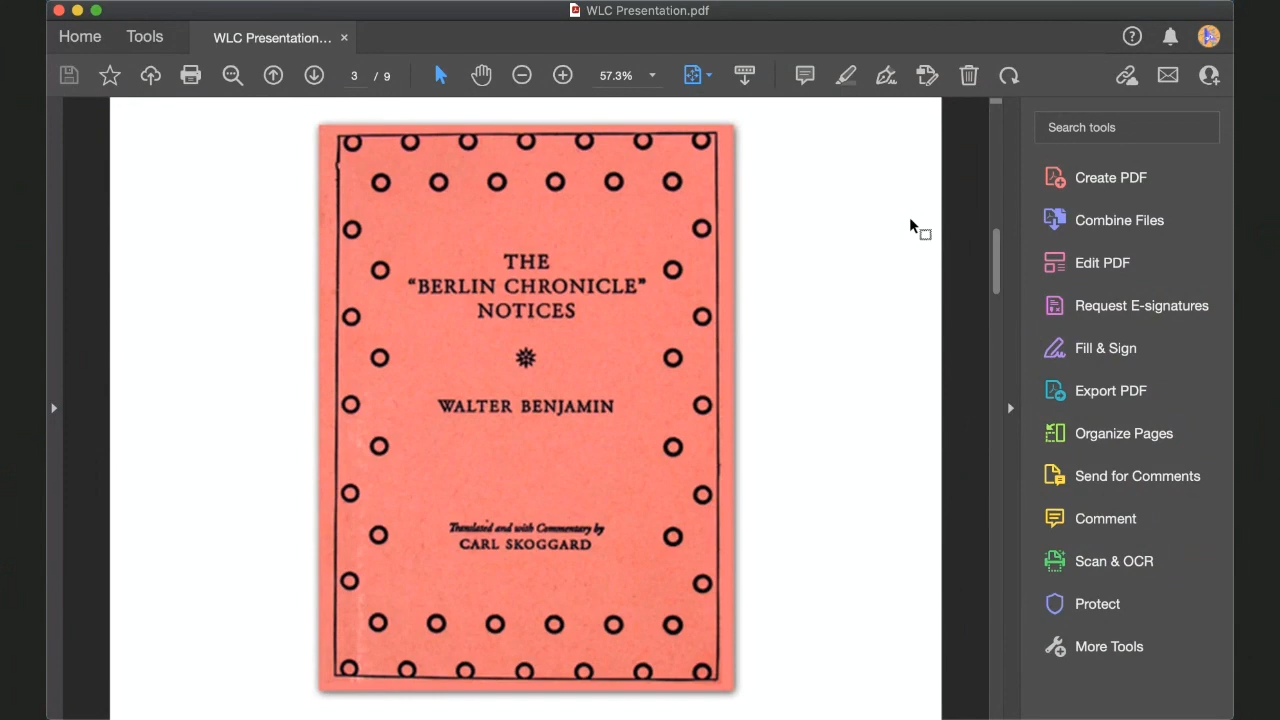 WLC Presentation.pdf
Home
Tools
WLC Presentation... ×
3 / 9
57.3%
THE
“BERLIN CHRONICLE”
NOTICES
WALTER BENJAMIN
Translated and with Commentary by
CARL SKOGGARD
Search tools
Create PDF
Combine Files
Edit PDF
Request E-signatures
Fill & Sign
Export PDF
Organize Pages
Send for Comments
Comment
Scan & OCR
Protect
More Tools